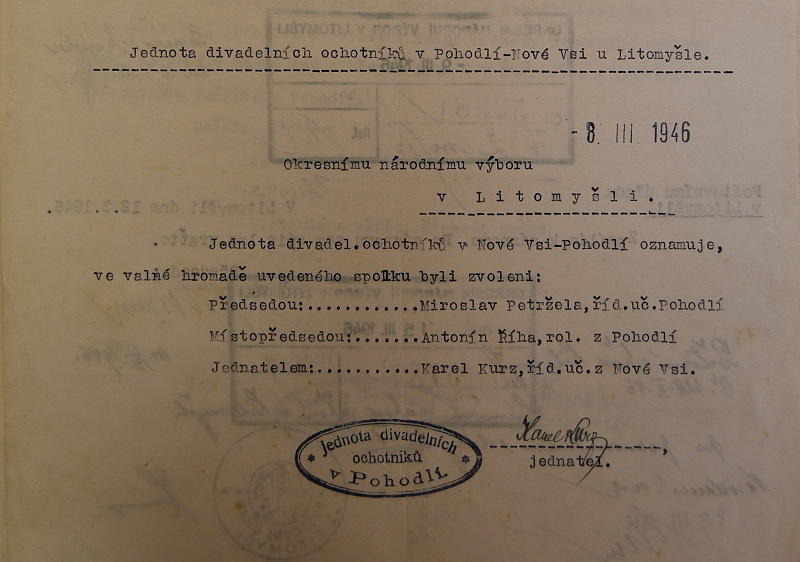 Jednota divadelních ochotníků v Pohodlí-Nové Vsi u Litomyšle.
- 8. III. 1946
Okresnímu národnímu výboru
v Litomyšli.
Jednota divadel.ochotníků v Nové Vsi-Pohodlí oznamuje,
ve valné hromadě uvedeného spolku byli zvoleni:
Předsedou:............Miroslav Petržela,říd.uč.Pohodlí
Místopředsedou:.......Antonín Říha,rol. z Pohodlí
Jednatelem:...........Karel Kurz,říd.uč.z Nové Vsi.
Karel Kurz
Jednota divadelních
ochotníků
v Pohodlí.
jednatel.